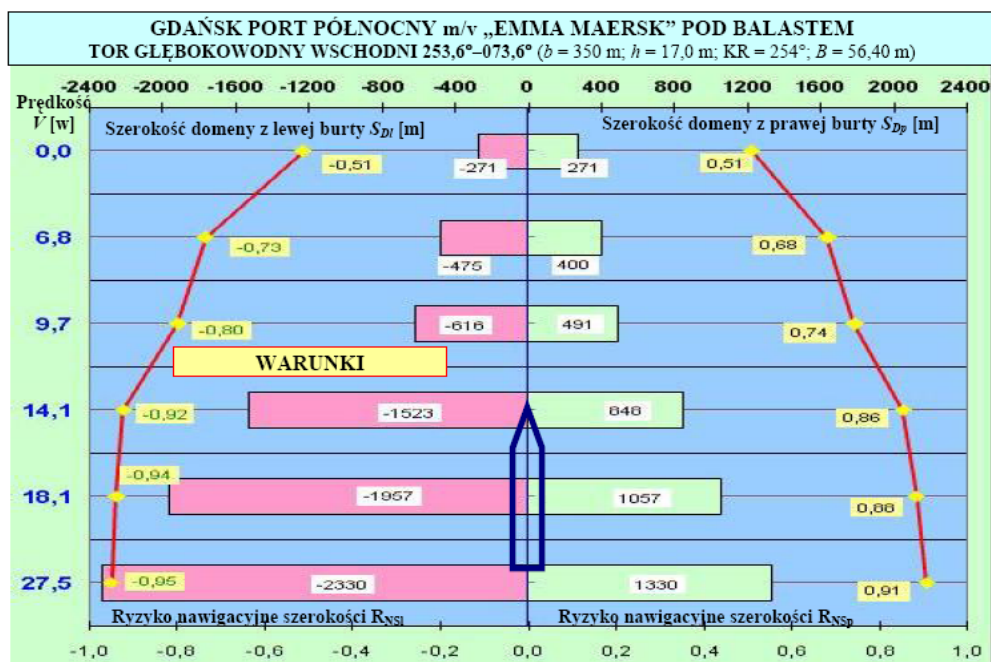 GDAŃSK PORT PÓŁNOCNY m/v „EMMA MAERSK” POD BALASTEM
TOR GŁĘBOKOWODNY WSCHODNI 253,6º–073,6º (b = 350 m; h = 17,0 m; KR = 254°; B = 56,40 m)
-2400 -2000 -1600 -1200 -800 -400 0 400 800 1200 1600 2000 2400
Prędkość
V [w]
Szerokość domeny z lewej burty S_Dl [m] Szerokość domeny z prawej burty S_Dp [m]
0,0 -0,51 -271 271 0,51
6,8 -0,73 -475 400 0,68
9,7 -0,80 -616 491 0,74
WARUNKI
14,1 -0,92 -1523 848 0,86
-0,94
18,1 -1957 1057 0,88
27,5 -0,95 -2330 1330 0,91
Ryzyko nawigacyjne szerokości R_NSl Ryzyko nawigacyjne szerokości R_NSp
-1,0 -0,8 -0,6 -0,4 -0,2 0,0 0,2 0,4 0,6 0,8 1,0